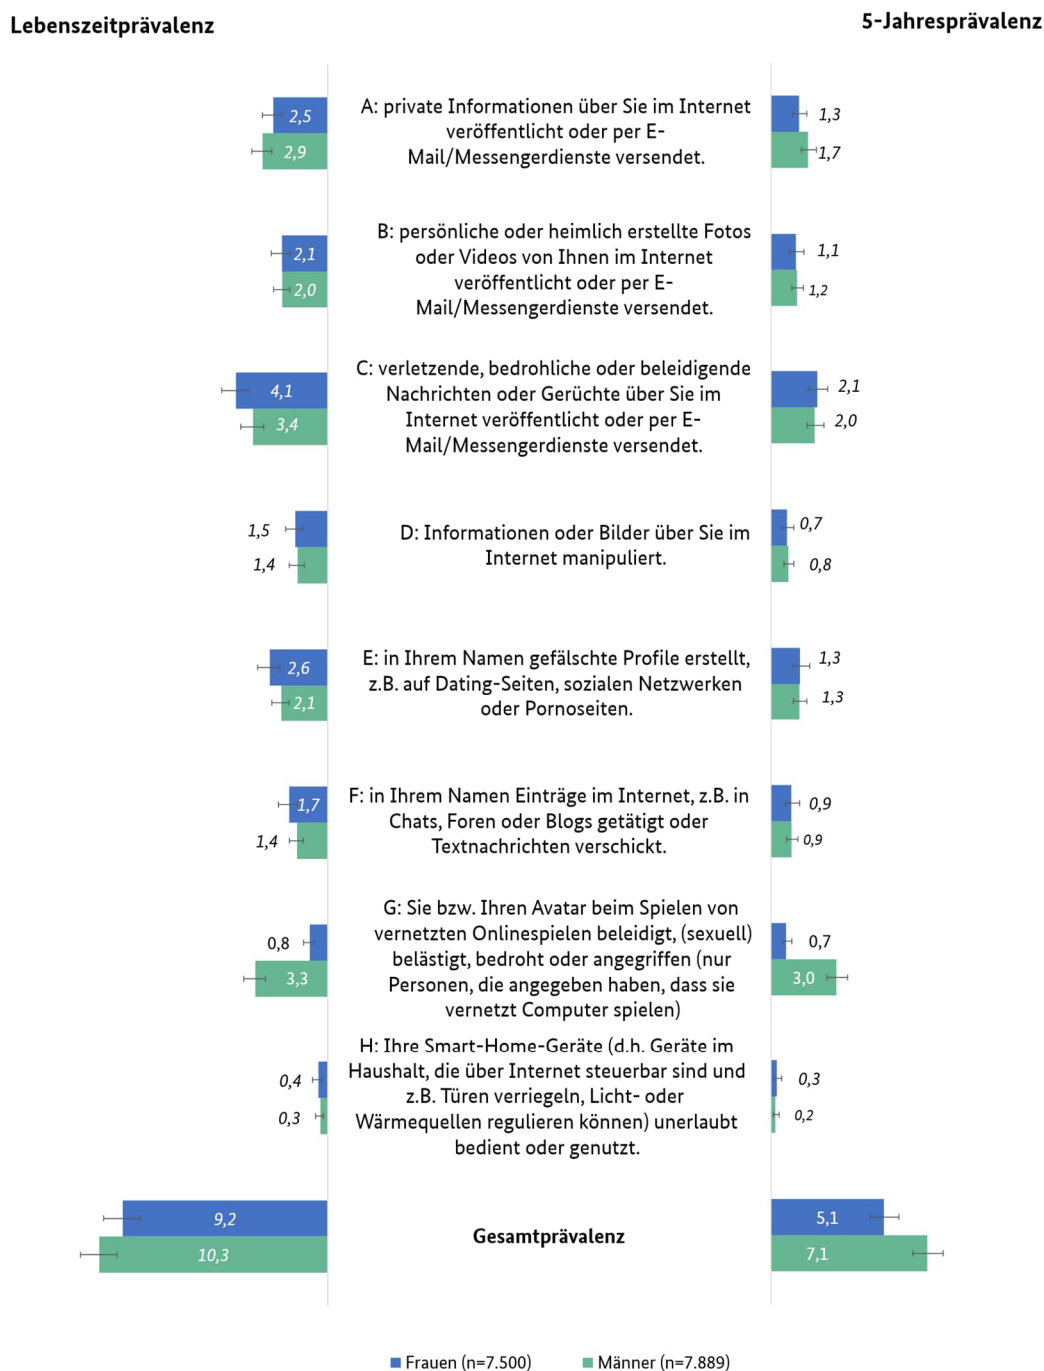 Lebenszeitprävalenz
5-Jahresprävalenz
2,5
2,9
A: private Informationen über Sie im Internet
veröffentlicht oder per E-
Mail/Messengerdienste versendet.
1,3
1,7
2,1
2,0
B: persönliche oder heimlich erstellte Fotos
oder Videos von Ihnen im Internet
veröffentlicht oder per E-
Mail/Messengerdienste versendet.
1,1
1,2
4,1
3,4
C: verletzende, bedrohliche oder beleidigende
Nachrichten oder Gerüchte über Sie im
Internet veröffentlicht oder per E-
Mail/Messengerdienste versendet.
2,1
2,0
1,5
1,4
D: Informationen oder Bilder über Sie im
Internet manipuliert.
0,7
0,8
2,6
2,1
E: in Ihrem Namen gefälschte Profile erstellt,
z.B. auf Dating-Seiten, sozialen Netzwerken
oder Pornoseiten.
1,3
1,3
1,7
1,4
F: in Ihrem Namen Einträge im Internet, z.B. in
Chats, Foren oder Blogs getätigt oder
Textnachrichten verschickt.
0,9
0,9
0,8
3,3
G: Sie bzw. Ihren Avatar beim Spielen von
vernetzten Onlinespielen beleidigt, (sexuell)
belästigt, bedroht oder angegriffen (nur
Personen, die angegeben haben, dass sie
vernetzt Computer spielen)
0,7
3,0
0,4
0,3
H: Ihre Smart-Home-Geräte (d.h. Geräte im
Haushalt, die über Internet steuerbar sind und
z.B. Türen verriegeln, Licht- oder
Wärmequellen regulieren können) unerlaubt
bedient oder genutzt.
0,3
0,2
9,2
10,3
Gesamtprävalenz
5,1
7,1
Frauen (n=7.500)
Männer (n=7.889)